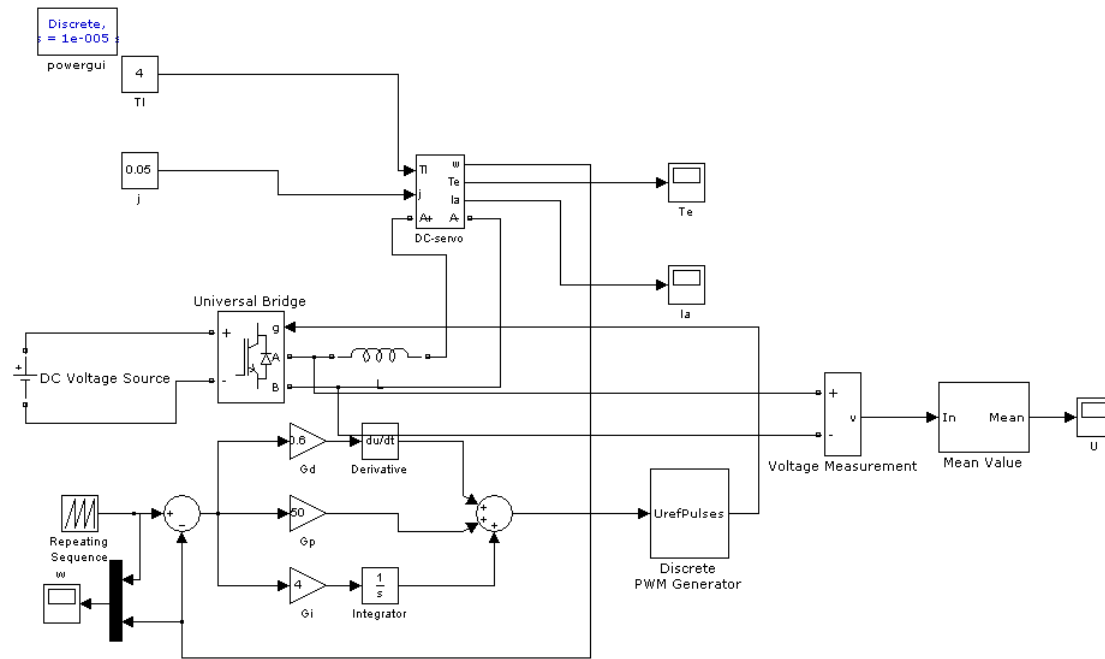 Discrete,
s = 1e-005 s
powergui
4
Tl
0.05
j
Tl
j
A+
w
Te
Ia
A-
DC-servo
Te
Ia
Universal Bridge
+
-
g
A
B
L
+
DC Voltage Source
+
-
v
Voltage Measurement
In
Mean
Mean Value
U
0.6
Gd
du/dt
Derivative
Repeating
Sequence
+
-
50
Gp
+
+
+
UrefPulses
Discrete
PWM Generator
w
4
Gi
1
s
Integrator